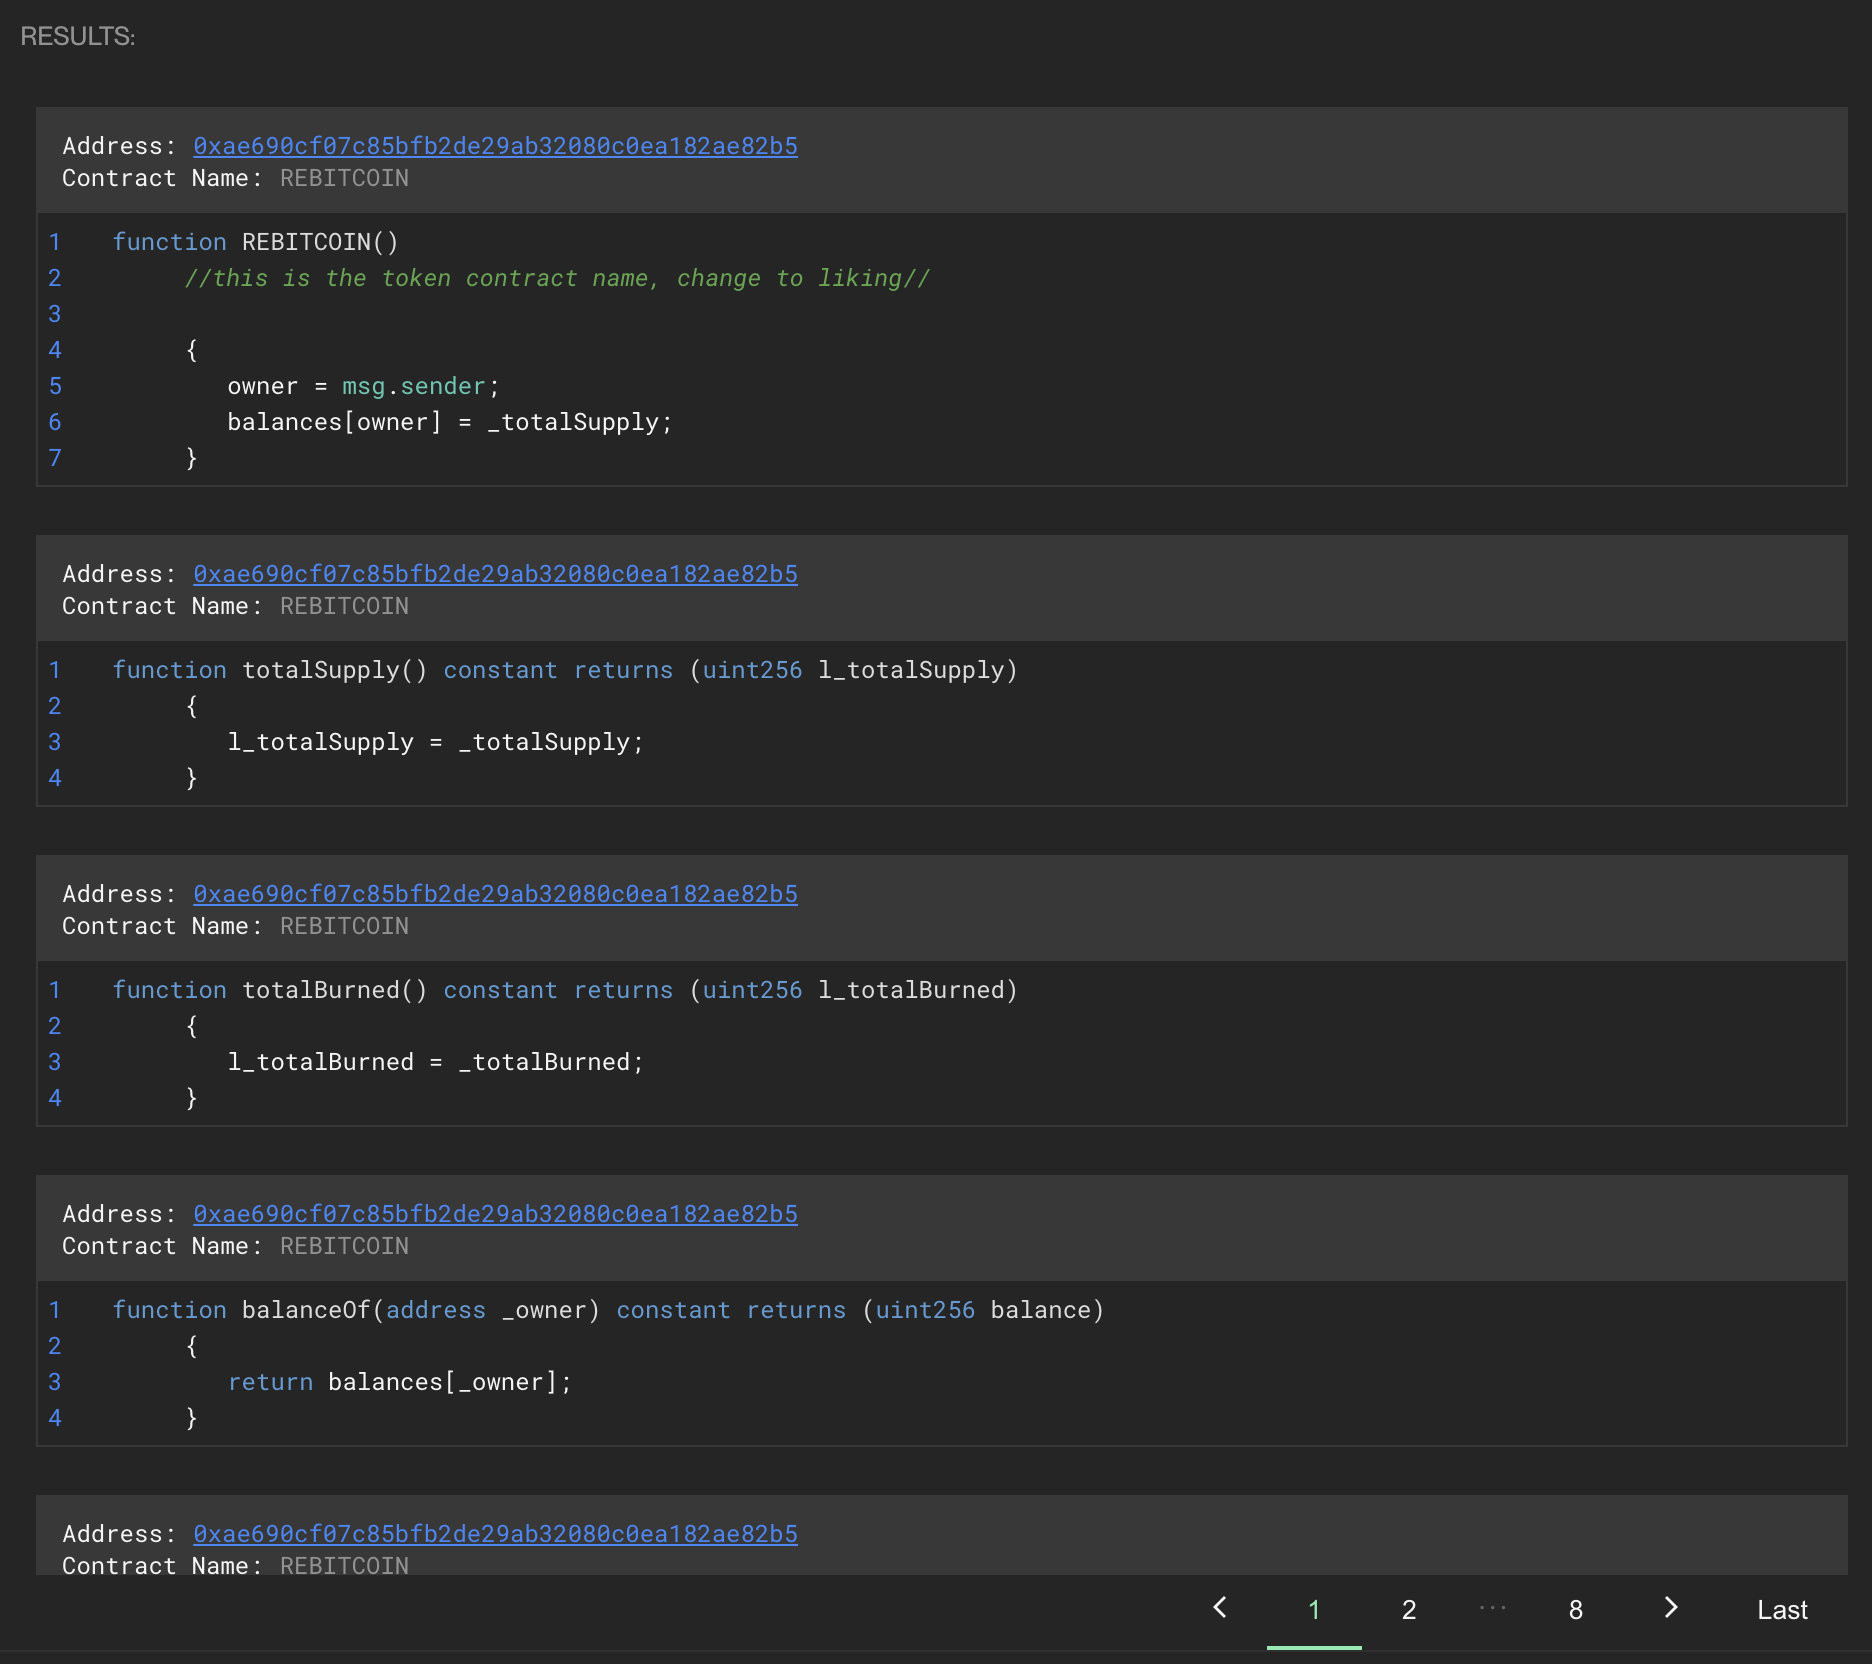 RESULTS:
Address: 0xae690cf07c85bfb2de29ab32080c0ea182ae82b5
Contract Name: REBITCOIN
1 function REBITCOIN()
2 //this is the token contract name, change to liking//
3
4 {
5 owner = msg.sender;
6 balances[owner] = _totalSupply;
7 }
Address: 0xae690cf07c85bfb2de29ab32080c0ea182ae82b5
Contract Name: REBITCOIN
1 function totalSupply() constant returns (uint256 l_totalSupply)
2 {
3 l_totalSupply = _totalSupply;
4 }
Address: 0xae690cf07c85bfb2de29ab32080c0ea182ae82b5
Contract Name: REBITCOIN
1 function totalBurned() constant returns (uint256 l_totalBurned)
2 {
3 l_totalBurned = _totalBurned;
4 }
Address: 0xae690cf07c85bfb2de29ab32080c0ea182ae82b5
Contract Name: REBITCOIN
1 function balanceOf(address _owner) constant returns (uint256 balance)
2 {
3 return balances[_owner];
4 }
Address: 0xae690cf07c85bfb2de29ab32080c0ea182ae82b5
Contract Name: REBITCOIN
< 1 2 ··· 8 > Last